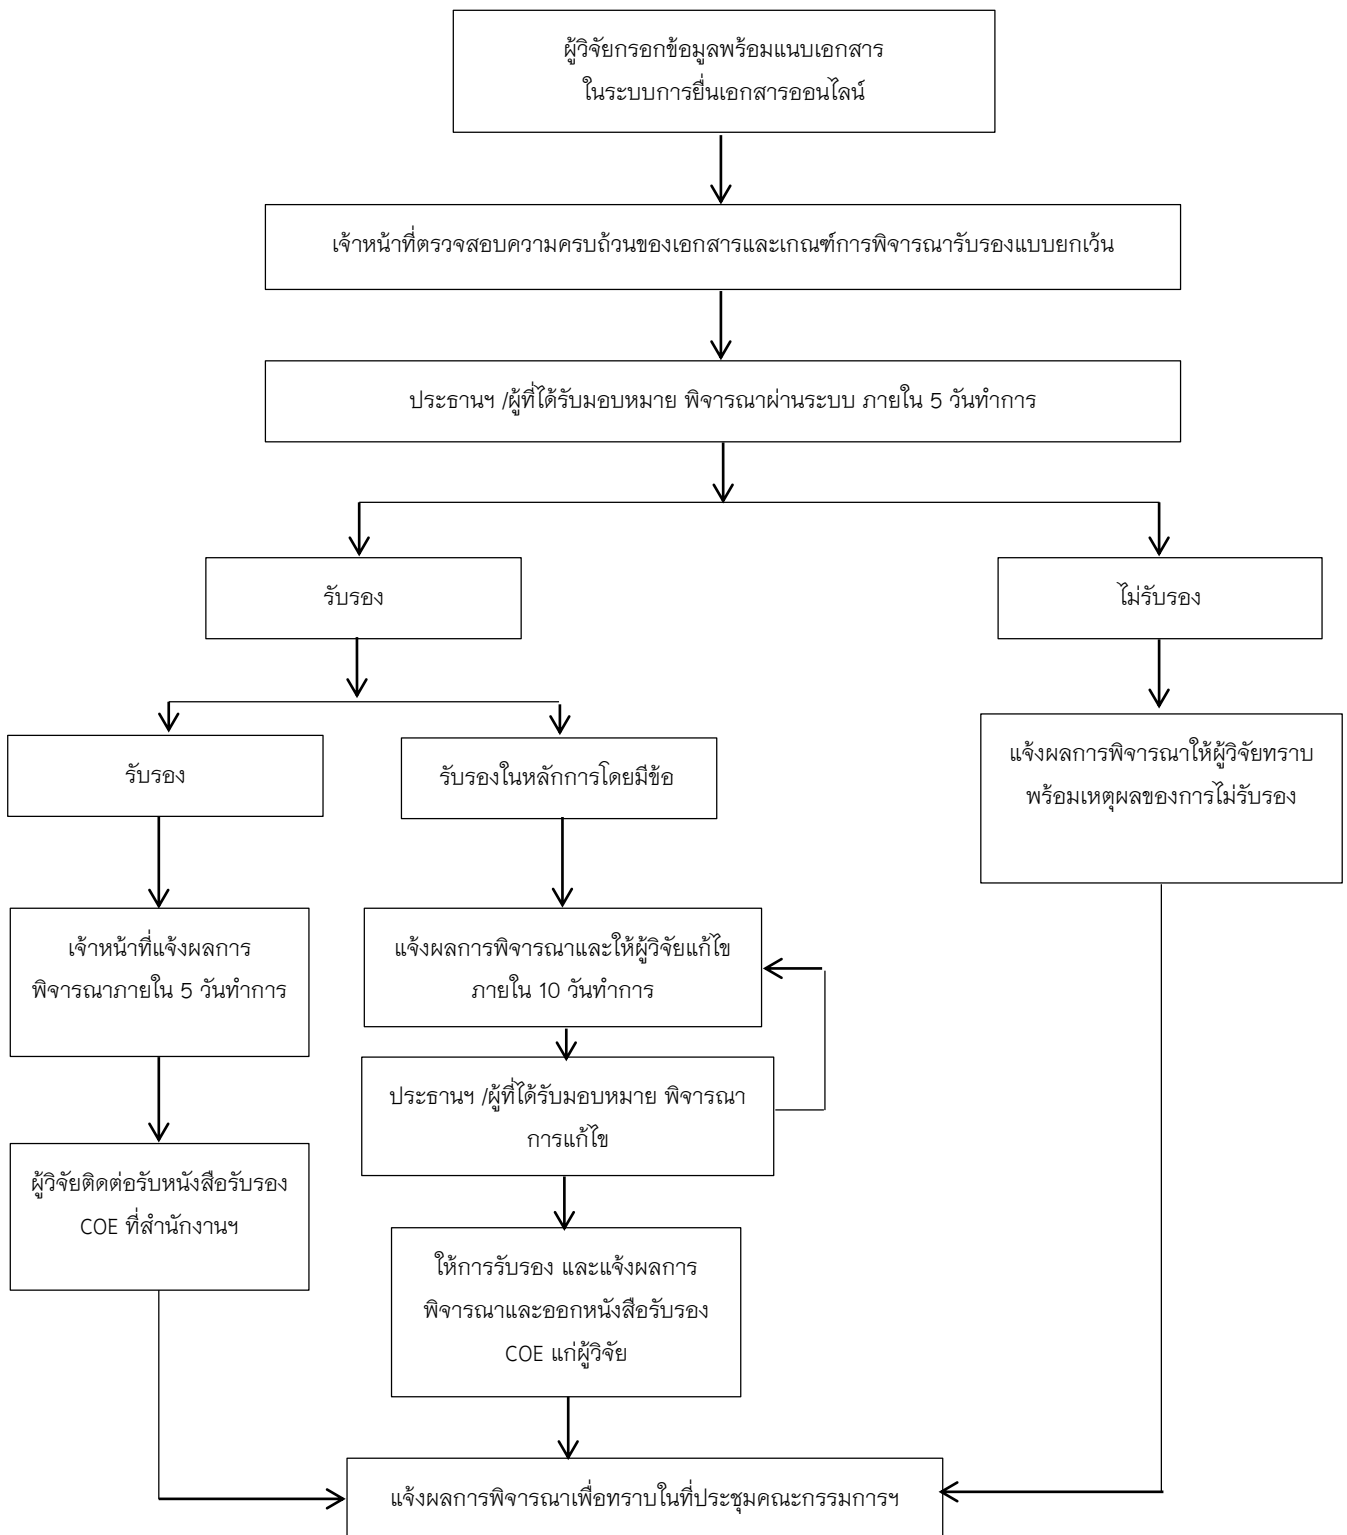 ผู้วิจัยกรอกข้อมูลพร้อมแนบเอกสาร
ในระบบการยื่นเอกสารออนไลน์
เจ้าหน้าที่ตรวจสอบความครบถ้วนของเอกสารและเกณฑ์การพิจารณารับรองแบบยกเว้น
ประธานฯ /ผู้ที่ได้รับมอบหมาย พิจารณาผ่านระบบ ภายใน 5 วันทำการ
รับรอง
ไม่รับรอง
รับรอง
รับรองในหลักการโดยมีข้อ
แจ้งผลการพิจารณาให้ผู้วิจัยทราบ
พร้อมเหตุผลของการไม่รับรอง
เจ้าหน้าที่แจ้งผลการ
พิจารณาภายใน 5 วันทำการ
แจ้งผลการพิจารณาและให้ผู้วิจัยแก้ไข
ภายใน 10 วันทำการ
ประธานฯ /ผู้ที่ได้รับมอบหมาย พิจารณา
การแก้ไข
ผู้วิจัยติดต่อรับหนังสือรับรอง
COE ที่สำนักงานฯ
ให้การรับรอง และแจ้งผลการ
พิจารณาและออกหนังสือรับรอง
COE แก่ผู้วิจัย
แจ้งผลการพิจารณาเพื่อทราบในที่ประชุมคณะกรรมการฯ